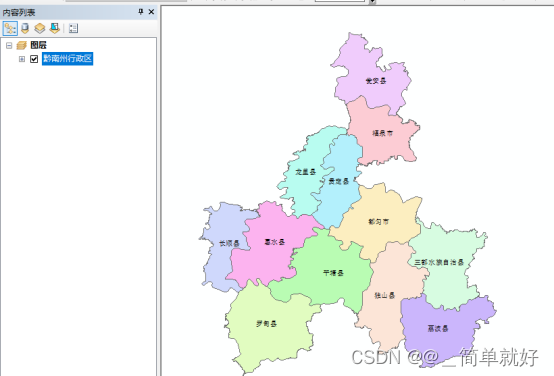 内容列表
图层
黔南州行政区
瓮安县
福泉市
龙里县
贵定县
都匀市
长顺县
惠水县
三都水族自治县
平塘县
独山县
罗甸县
荔波县
CSDN @@＿简单就好